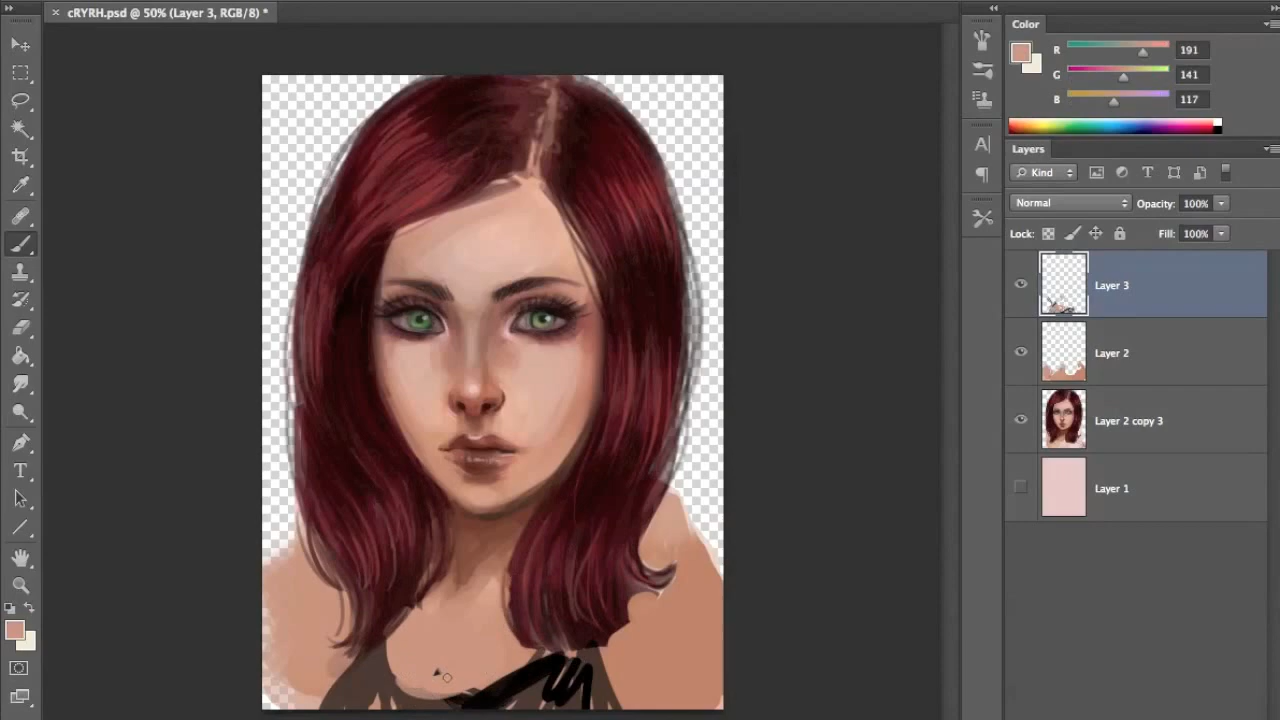 cRYRH.psd @ 50% (Layer 3, RGB/8) *
Color
R 191
G 141
B 117
Layers
Kind
Normal Opacity: 100%
Lock: Fill: 100%
Layer 3
Layer 2
Layer 2 copy 3
Layer 1